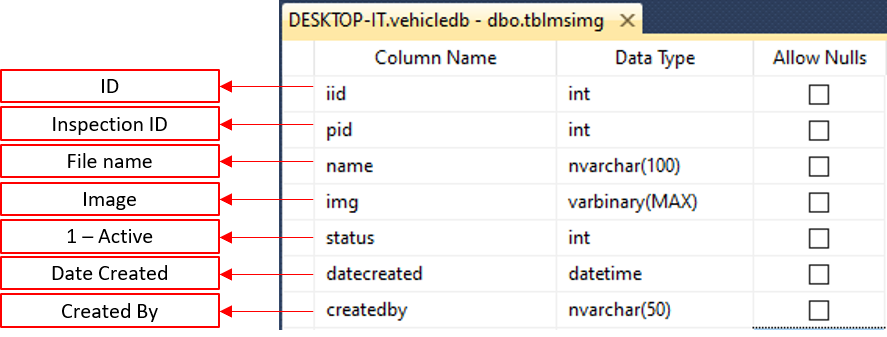 DESKTOP-IT.vehicledb - dbo.tblmsimg ✕
Column Name Data Type Allow Nulls
ID iid int
Inspection ID pid int
File name name nvarchar(100)
Image img varbinary(MAX)
1 – Active status int
Date Created datecreated datetime
Created By createdby nvarchar(50)